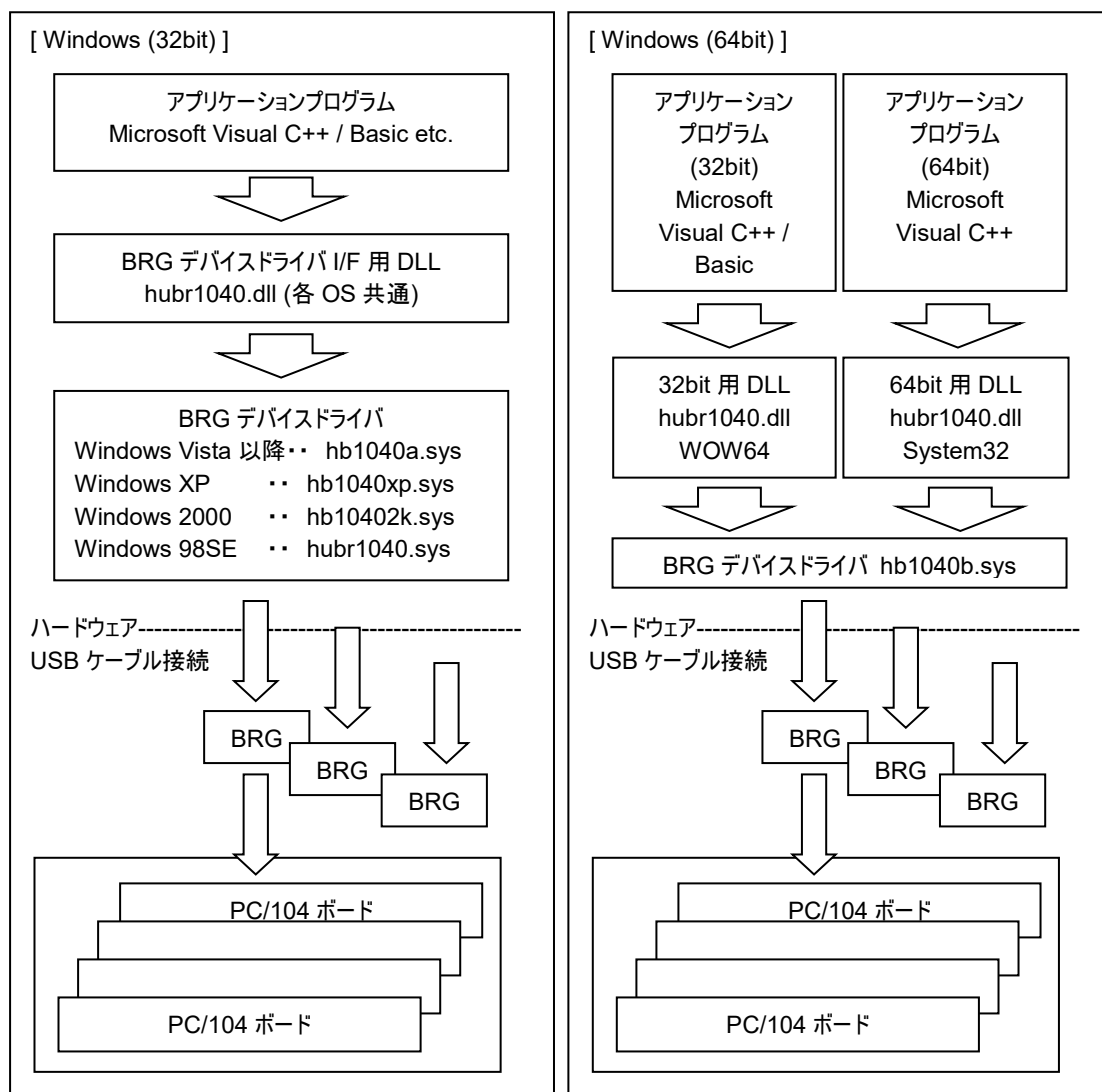 [ Windows (32bit) ]
アプリケーションプログラム
Microsoft Visual C++ / Basic etc.
BRG デバイスドライバ I/F 用 DLL
hubr1040.dll (各 OS 共通)
BRG デバイスドライバ
Windows Vista 以降・・ hb1040a.sys
Windows XP ・・ hb1040xp.sys
Windows 2000 ・・ hb10402k.sys
Windows 98SE ・・ hubr1040.sys
ハードウェア
USB ケーブル接続
BRG
BRG
BRG
PC/104 ボード
PC/104 ボード
[ Windows (64bit) ]
アプリケーション
プログラム
(32bit)
Microsoft
Visual C++ /
Basic
アプリケーション
プログラム
(64bit)
Microsoft
Visual C++
32bit 用 DLL
hubr1040.dll
WOW64
64bit 用 DLL
hubr1040.dll
System32
BRG デバイスドライバ hb1040b.sys
ハードウェア
USB ケーブル接続
BRG
BRG
BRG
PC/104 ボード
PC/104 ボード